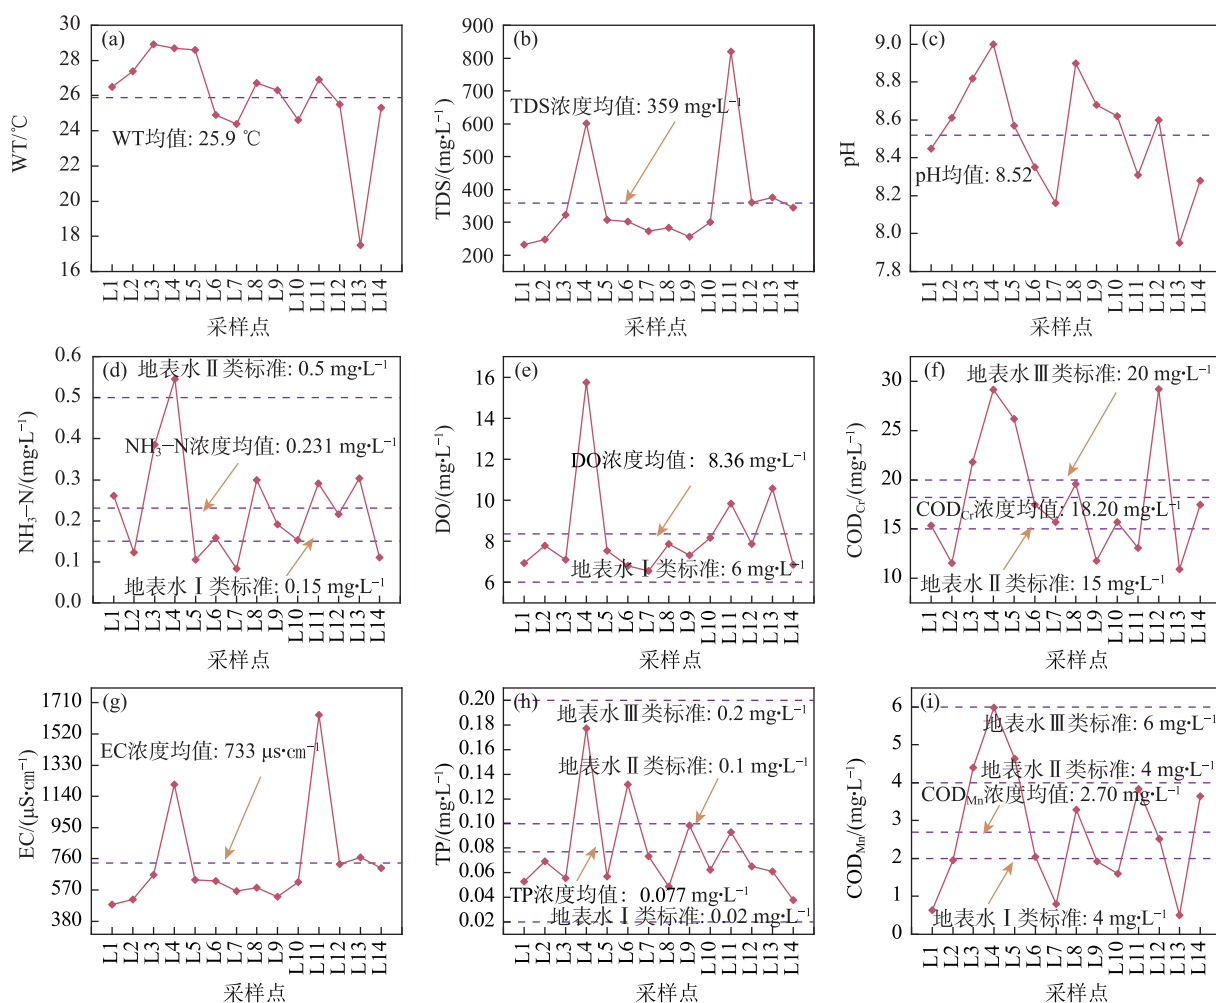 (a)
WT/℃
30
28
26
24
22
20
18
16
WT均值: 25.9 ℃
L1 L2 L3 L4 L5 L6 L7 L8 L9 L10 L11 L12 L13 L14
采样点
(b)
TDS/(mg•L⁻¹)
900
800
700
600
500
400
300
200
TDS浓度均值: 359 mg•L⁻¹
L1 L2 L3 L4 L5 L6 L7 L8 L9 L10 L11 L12 L13 L14
采样点
(c)
pH
9.0
8.8
8.6
8.4
8.2
8.0
7.8
pH均值: 8.52
L1 L2 L3 L4 L5 L6 L7 L8 L9 L10 L11 L12 L13 L14
采样点
(d)
NH₃−N/(mg•L⁻¹)
0.6
0.5
0.4
0.3
0.2
0.1
0.0
地表水Ⅱ类标准: 0.5 mg•L⁻¹
NH₃−N浓度均值: 0.231 mg•L⁻¹
地表水Ⅰ类标准: 0.15 mg•L⁻¹
L1 L2 L3 L4 L5 L6 L7 L8 L9 L10 L11 L12 L13 L14
采样点
(e)
DO/(mg•L⁻¹)
16
14
12
10
8
6
DO浓度均值: 8.36 mg•L⁻¹
地表水Ⅰ类标准: 6 mg•L⁻¹
L1 L2 L3 L4 L5 L6 L7 L8 L9 L10 L11 L12 L13 L14
采样点
(f)
COD_Cr/(mg•L⁻¹)
30
25
20
15
10
地表水Ⅲ类标准: 20 mg•L⁻¹
COD_Cr浓度均值: 18.20 mg•L⁻¹
地表水Ⅱ类标准: 15 mg•L⁻¹
L1 L2 L3 L4 L5 L6 L7 L8 L9 L10 L11 L12 L13 L14
采样点
(g)
EC/(μS•cm⁻¹)
1710
1520
1330
1140
950
760
570
380
EC浓度均值: 733 μs•㎝⁻¹
L1 L2 L3 L4 L5 L6 L7 L8 L9 L10 L11 L12 L13 L14
采样点
(h)
TP/(mg•L⁻¹)
0.20
0.18
0.16
0.14
0.12
0.10
0.08
0.06
0.04
0.02
地表水Ⅲ类标准: 0.2 mg•L⁻¹
地表水Ⅱ类标准: 0.1 mg•L⁻¹
TP浓度均值: 0.077 mg•L⁻¹
地表水Ⅰ类标准: 0.02 mg•L⁻¹
L1 L2 L3 L4 L5 L6 L7 L8 L9 L10 L11 L12 L13 L14
采样点
(i)
COD_Mn/(mg•L⁻¹)
6
5
4
3
2
1
0
地表水Ⅲ类标准: 6 mg•L⁻¹
地表水Ⅱ类标准: 4 mg•L⁻¹
COD_Mn浓度均值: 2.70 mg•L⁻¹
地表水Ⅰ类标准: 4 mg•L⁻¹
L1 L2 L3 L4 L5 L6 L7 L8 L9 L10 L11 L12 L13 L14
采样点